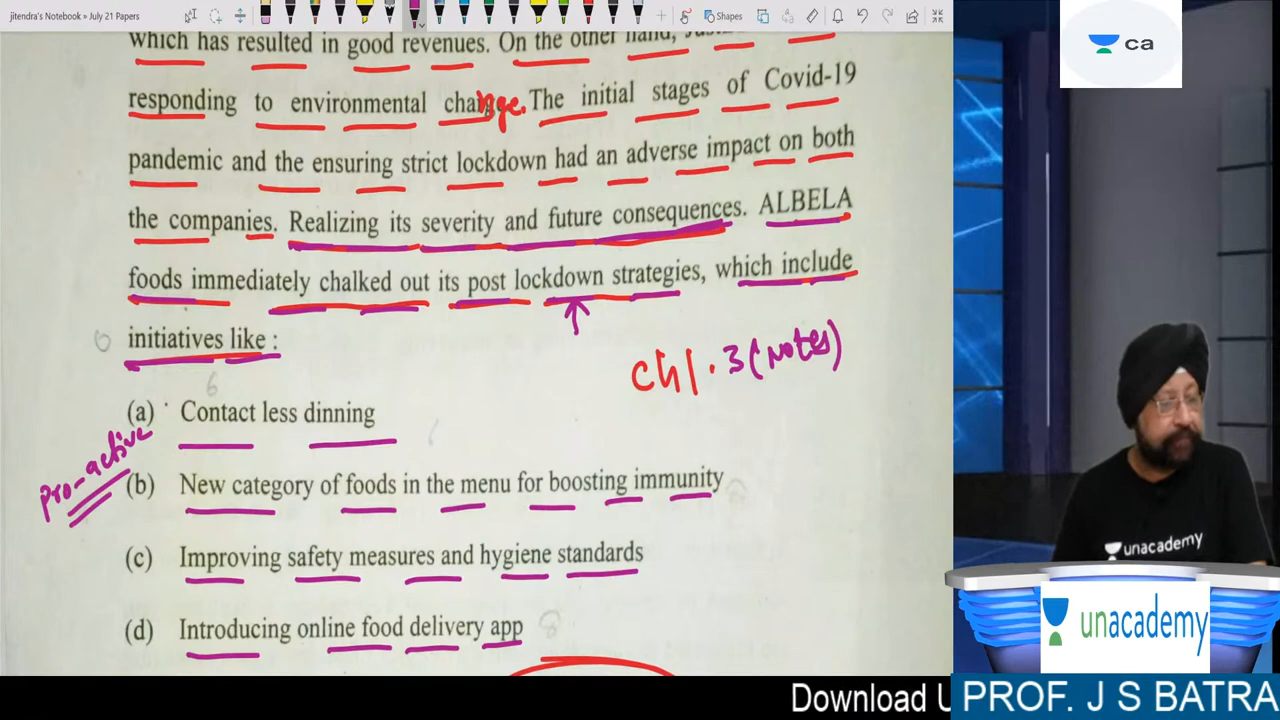 jitendra's Notebook » July 21 Papers
Shapes
ca
which has resulted in good revenues. On the other hand,
responding to environmental change. The initial stages of Covid-19
pandemic and the ensuring strict lockdown had an adverse impact on both
the companies. Realizing its severity and future consequences. ALBELA
foods immediately chalked out its post lockdown strategies, which include
initiatives like :
Ch1.3 (Notes)
(a) Contact less dinning
Pro-active
(b) New category of foods in the menu for boosting immunity
(c) Improving safety measures and hygiene standards
(d) Introducing online food delivery app
unacademy
unacademy
Download U
PROF. J S BATRA